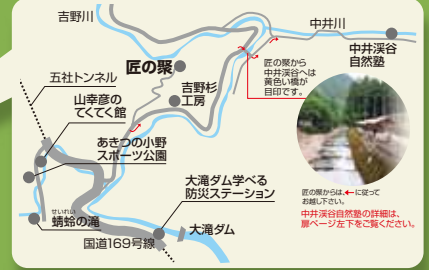 吉野川
中井川
匠の聚
中井渓谷
自然塾
匠の聚から
中井渓谷へは
黄色い橋が
目印です。
五社トンネル
吉野杉
工房
山幸彦の
てくてく館
あきつの小野
スポーツ公園
大滝ダム学べる
防災ステーション
匠の聚からは、←に従って
お越し下さい。
中井渓谷自然塾の詳細は、
扉ページ左下をご覧ください。
せいれい
蜻蛉の滝
大滝ダム
国道169号線